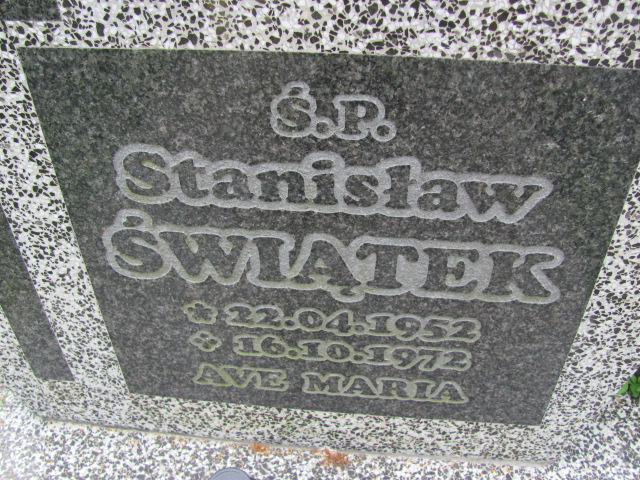 Ś.P.
Stanisław
ŚWIĄTEK
* 22.04.1952
+ 16.10.1972
AVE MARIA